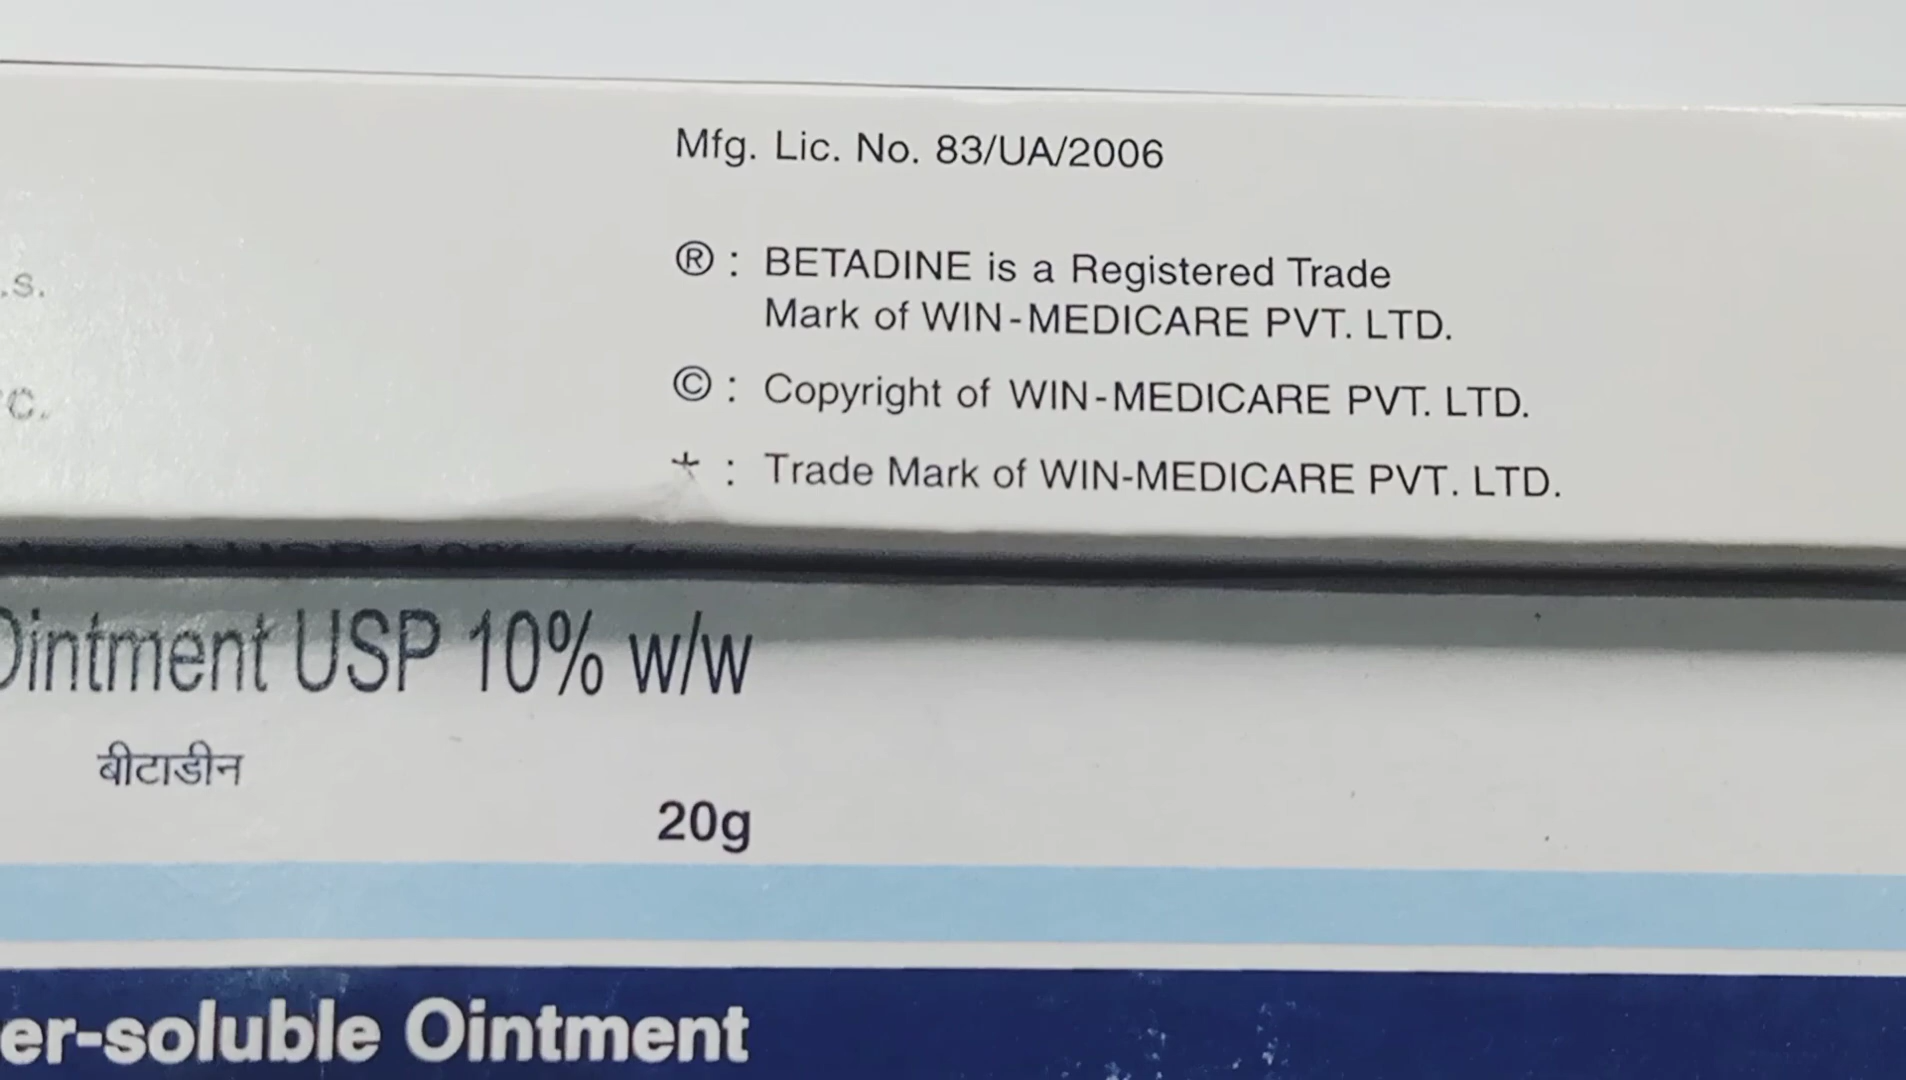 Mfg. Lic. No. 83/UA/2006
® : BETADINE is a Registered Trade
Mark of WIN-MEDICARE PVT. LTD.
.s.
© : Copyright of WIN-MEDICARE PVT. LTD.
c.
* : Trade Mark of WIN-MEDICARE PVT. LTD.
Ointment USP 10% w/w
बीटाडीन
20g
er-soluble Ointment